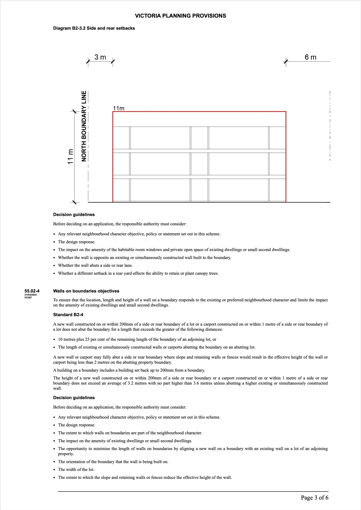 VICTORIA PLANNING PROVISIONS
Diagram B2-3.2 Side and rear setbacks
3 m
6 m
11m
NORTH BOUNDARY LINE
11 m
Decision guidelines
Before deciding on an application, the responsible authority must consider:
• Any relevant neighbourhood character objective, policy or statement set out in this scheme.
• The design response.
• The impact on the amenity of the habitable room windows and private open space of existing dwellings or small second dwellings.
• Whether the wall is opposite an existing or simultaneously constructed wall built to the boundary.
• Whether the wall abuts a side or rear lane.
• Whether a different setback in a rear yard affects the ability to retain or plant canopy trees.
55.02-4
Walls on boundaries objectives
To ensure that the location, length and height of a wall on a boundary responds to the existing or preferred neighbourhood character and limits the impact
on the amenity of existing dwellings and small second dwellings.
Standard B2-4
A new wall constructed on or within 200mm of a side or rear boundary of a lot or a carport constructed on or within 1 metre of a side or rear boundary of
a lot does not abut the boundary for a length that exceeds the greater of the following distances:
• 10 metres plus 25 per cent of the remaining length of the boundary of an adjoining lot, or
• The length of existing or simultaneously constructed walls or carports abutting the boundary on an abutting lot.
A new wall or carport may fully abut a side or rear boundary where slope and retaining walls or fences would result in the effective height of the wall or
carport being less than 2 metres on the abutting property boundary.
A building on a boundary includes a building set back up to 200mm from a boundary.
The height of a new wall constructed on or within 200mm of a side or rear boundary or a carport constructed on or within 1 metre of a side or rear
boundary does not exceed an average of 3.2 metres with no part higher than 3.6 metres unless abutting a higher existing or simultaneously constructed
wall.
Decision guidelines
Before deciding on an application, the responsible authority must consider:
• Any relevant neighbourhood character objective, policy or statement set out in this scheme.
• The design response.
• The extent to which walls on boundaries are part of the neighbourhood character.
• The impact on the amenity of existing dwellings or small second dwellings.
• The opportunity to minimise the length of walls on boundaries by aligning a new wall on a boundary with an existing wall on a lot of an adjoining
property.
• The orientation of the boundary that the wall is being built on.
• The width of the lot.
• The extent to which the slope and retaining walls or fences reduce the effective height of the wall.
Page 3 of 6